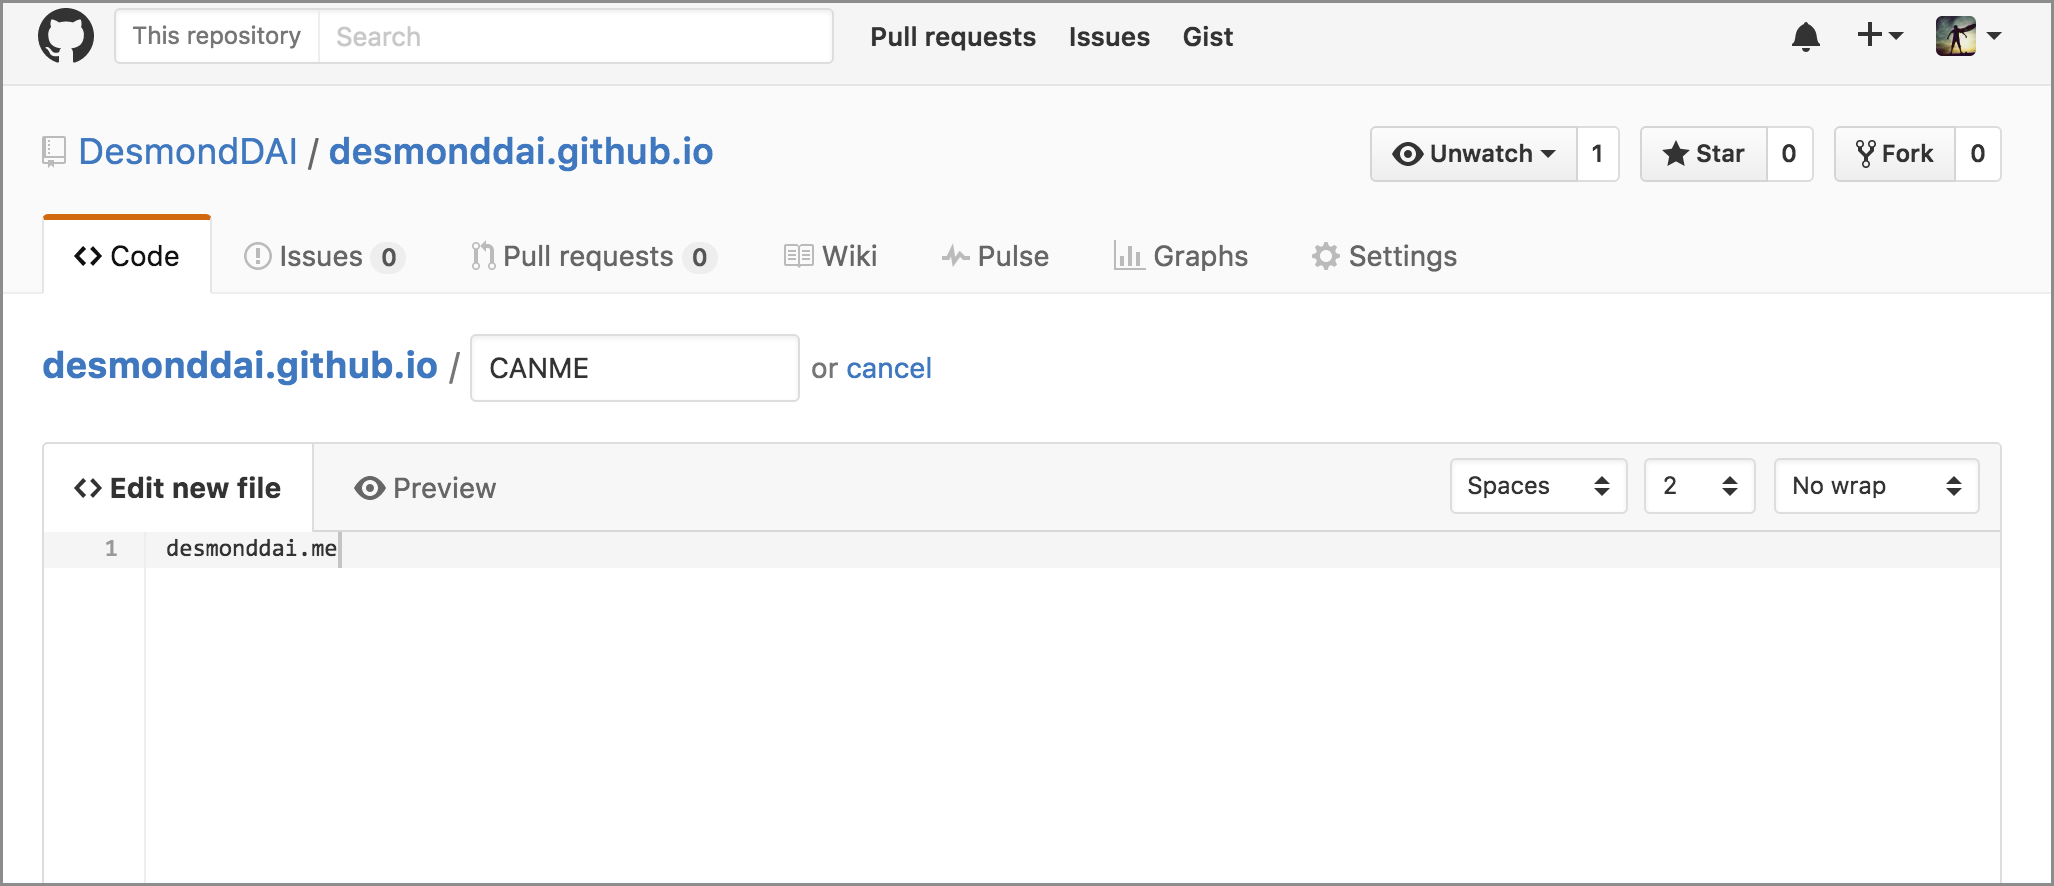 This repository Search Pull requests Issues Gist
DesmondDAI / desmonddai.github.io Unwatch 1 Star 0 Fork 0
Code Issues 0 Pull requests 0 Wiki Pulse Graphs Settings
desmonddai.github.io / CANME or cancel
Edit new file Preview Spaces 2 No wrap
1 desmonddai.me